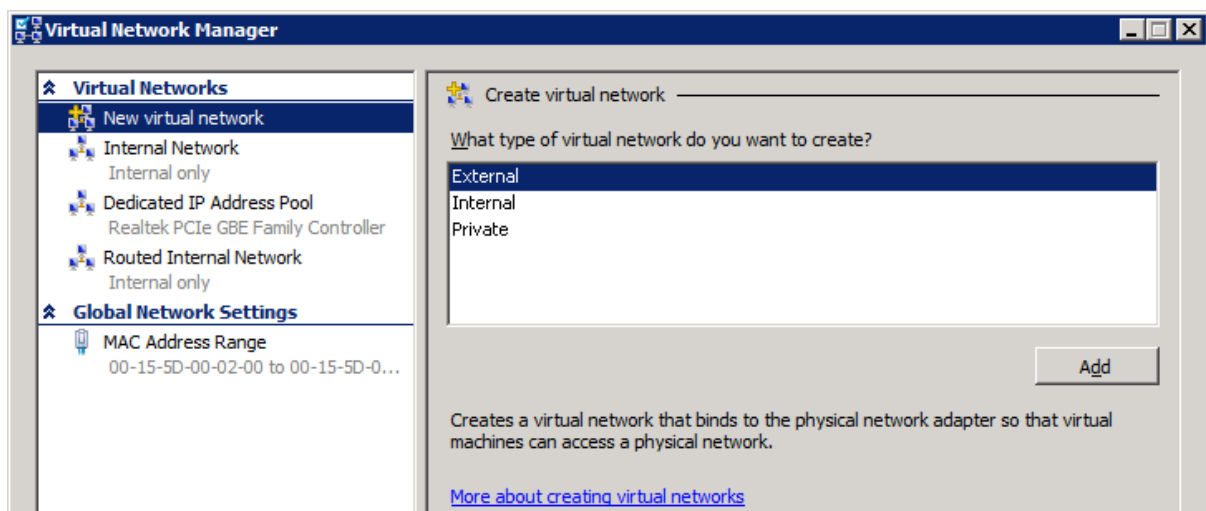 Virtual Network Manager
Virtual Networks
New virtual network
Internal Network
Internal only
Dedicated IP Address Pool
Realtek PCIe GBE Family Controller
Routed Internal Network
Internal only
Global Network Settings
MAC Address Range
00-15-5D-00-02-00 to 00-15-5D-0...
Create virtual network
What type of virtual network do you want to create?
External
Internal
Private
Add
Creates a virtual network that binds to the physical network adapter so that virtual
machines can access a physical network.
More about creating virtual networks